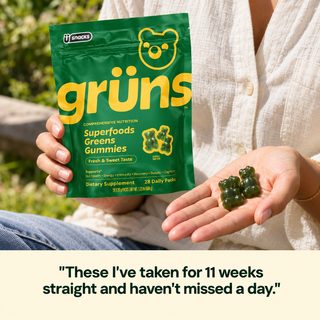 SNACKS
grüns
COMPREHENSIVE NUTRITION
Superfoods
Greens
Gummies
Fresh & Sweet Taste
Supports*
Dietary Supplement
28 Daily Packs
"These I've taken for 11 weeks
straight and haven't missed a day."